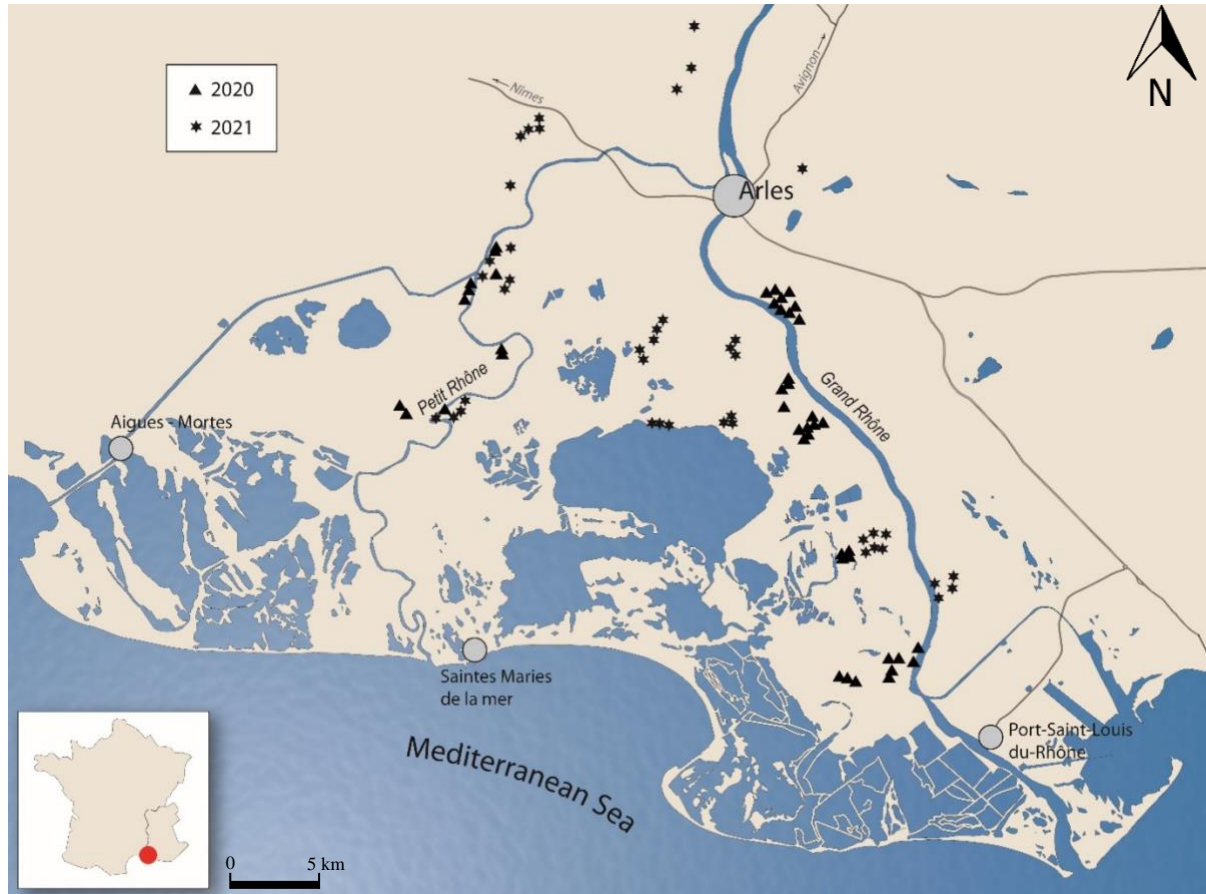 2020
2021
← Nimes
Avignon →
N
Arles
Petit Rhône
Grand Rhône
Aigues - Mortes
Saintes Maries
de la mer
Port-Saint-Louis
du-Rhône
Mediterranean Sea
0 5 km